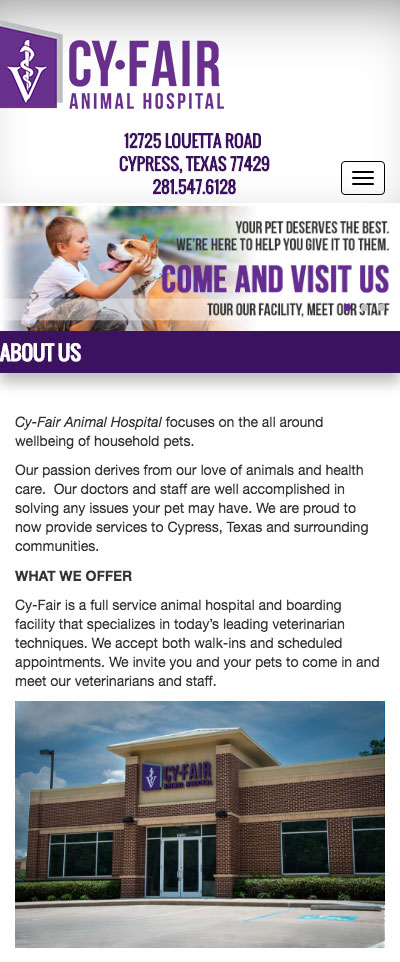 CY-FAIR
ANIMAL HOSPITAL
12725 LOUETTA ROAD
CYPRESS, TEXAS 77429
281.547.6128
YOUR PET DESERVES THE BEST.
WE'RE HERE TO HELP YOU GIVE IT TO THEM.
COME AND VISIT US
TOUR OUR FACILITY, MEET OUR STAFF
ABOUT US
Cy-Fair Animal Hospital focuses on the all around
wellbeing of household pets.
Our passion derives from our love of animals and health
care.  Our doctors and staff are well accomplished in
solving any issues your pet may have. We are proud to
now provide services to Cypress, Texas and surrounding
communities.
WHAT WE OFFER
Cy-Fair is a full service animal hospital and boarding
facility that specializes in today's leading veterinarian
techniques. We accept both walk-ins and scheduled
appointments. We invite you and your pets to come in and
meet our veterinarians and staff.
CY-FAIR
ANIMAL HOSPITAL